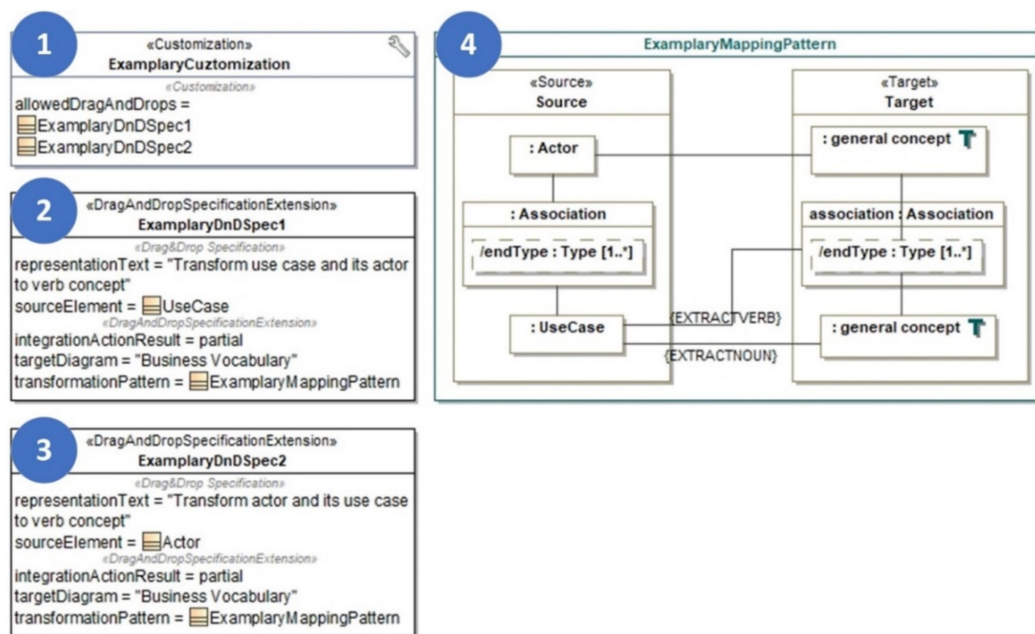 1
«Customization»
ExamplaryCuztomization
«Customization»
allowedDragAndDrops =
ExamplaryDnDSpec1
ExamplaryDnDSpec2
2
«DragAndDropSpecificationExtension»
ExamplaryDnDSpec1
«Drag&Drop Specification»
representationText = "Transform use case and its actor
to verb concept"
sourceElement = UseCase
«DragAndDropSpecificationExtension»
integrationActionResult = partial
targetDiagram = "Business Vocabulary"
transformationPattern = ExamplaryMappingPattern
3
«DragAndDropSpecificationExtension»
ExamplaryDnDSpec2
«Drag&Drop Specification»
representationText = "Transform actor and its use case
to verb concept"
sourceElement = Actor
«DragAndDropSpecificationExtension»
integrationActionResult = partial
targetDiagram = "Business Vocabulary"
transformationPattern = ExamplaryMappingPattern
4
ExamplaryMappingPattern
«Source»
Source
: Actor
: Association
/endType : Type [1..*]
: UseCase
{EXTRACTVERB}
{EXTRACTNOUN}
«Target»
Target
: general concept T
association : Association
/endType : Type [1..*]
: general concept T